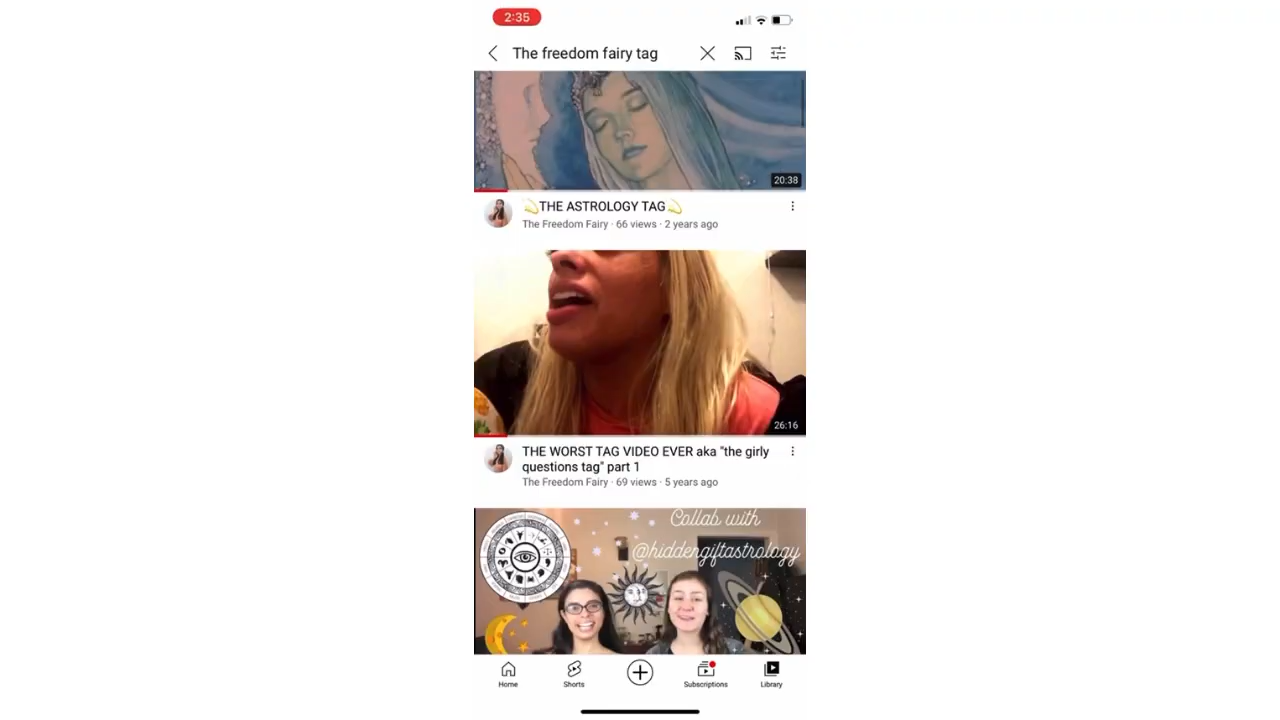 2:35
The freedom fairy tag
20:38
💫THE ASTROLOGY TAG💫
The Freedom Fairy · 66 views · 2 years ago
26:16
THE WORST TAG VIDEO EVER aka "the girly
questions tag" part 1
The Freedom Fairy · 69 views · 5 years ago
Collab with
@hiddengiftastrology
Home
Shorts
Subscriptions
Library